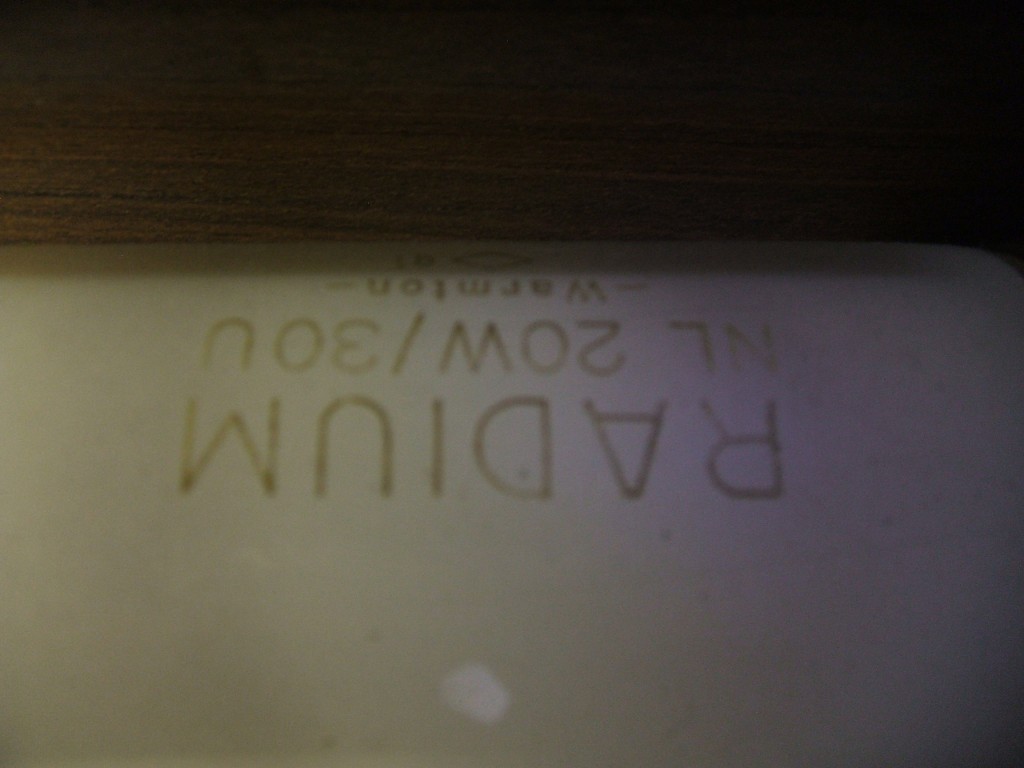 RADIUM
NL 20W/30U
-Warmton-